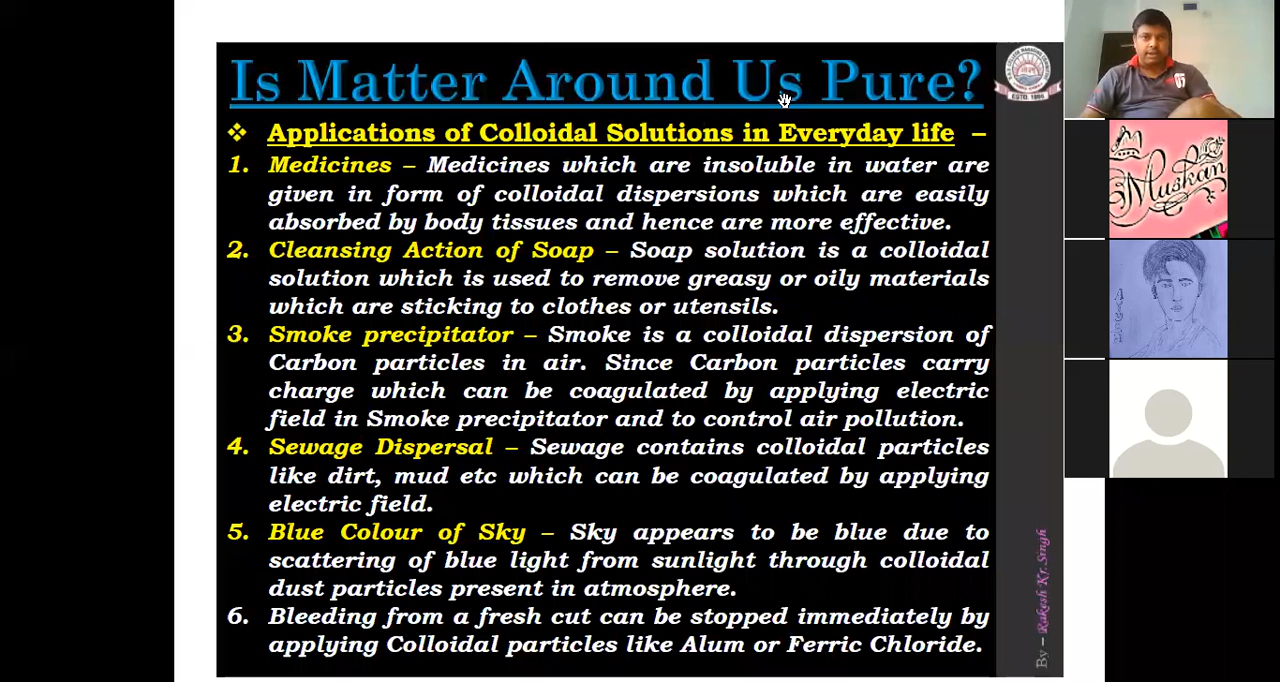 Is Matter Around Us Pure?
❖ Applications of Colloidal Solutions in Everyday life –
1. Medicines – Medicines which are insoluble in water are
given in form of colloidal dispersions which are easily
absorbed by body tissues and hence are more effective.
2. Cleansing Action of Soap – Soap solution is a colloidal
solution which is used to remove greasy or oily materials
which are sticking to clothes or utensils.
3. Smoke precipitator – Smoke is a colloidal dispersion of
Carbon particles in air. Since Carbon particles carry
charge which can be coagulated by applying electric
field in Smoke precipitator and to control air pollution.
4. Sewage Dispersal – Sewage contains colloidal particles
like dirt, mud etc which can be coagulated by applying
electric field.
5. Blue Colour of Sky – Sky appears to be blue due to
scattering of blue light from sunlight through colloidal
dust particles present in atmosphere.
6. Bleeding from a fresh cut can be stopped immediately by
applying Colloidal particles like Alum or Ferric Chloride.
By – Rakesh Kr. Singh
Muskan